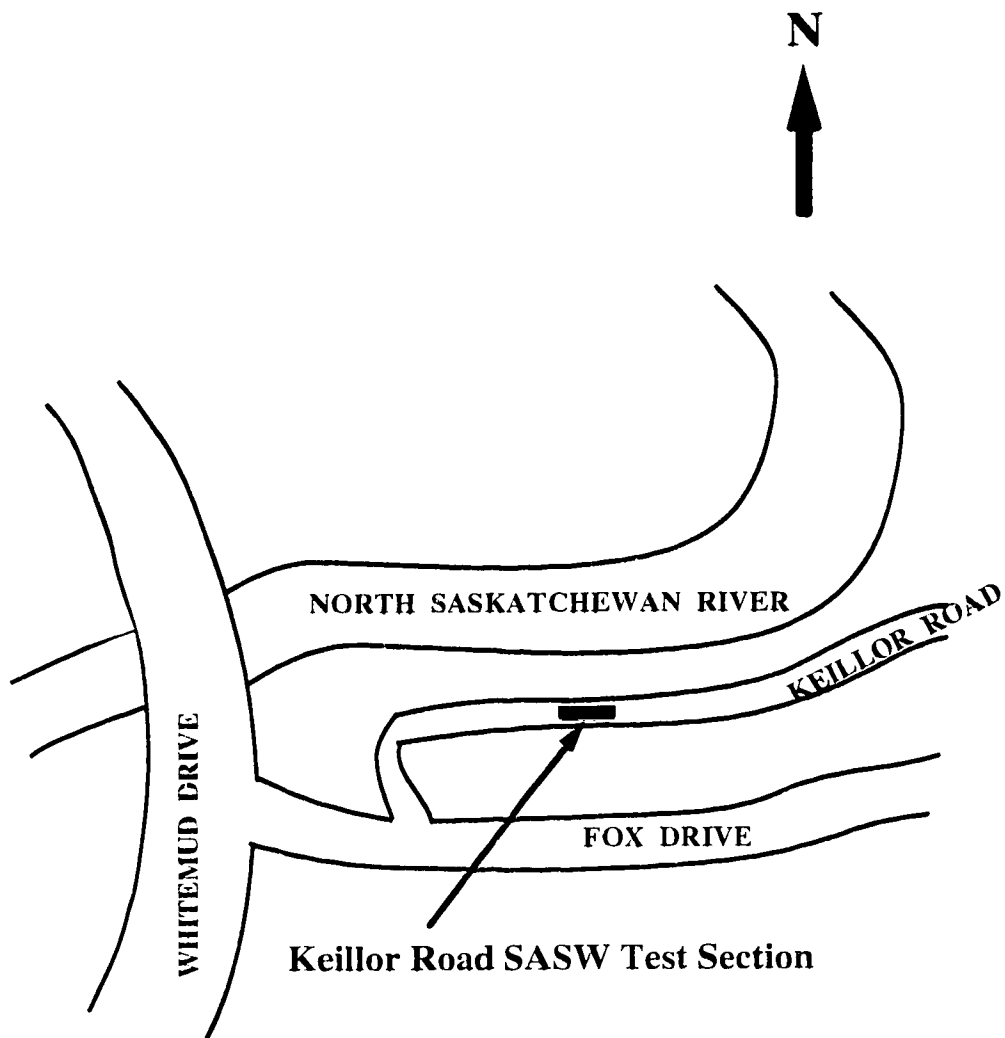 N
NORTH SASKATCHEWAN RIVER
KEILLOR ROAD
WHITEMUD DRIVE
FOX DRIVE
Keillor Road SASW Test Section